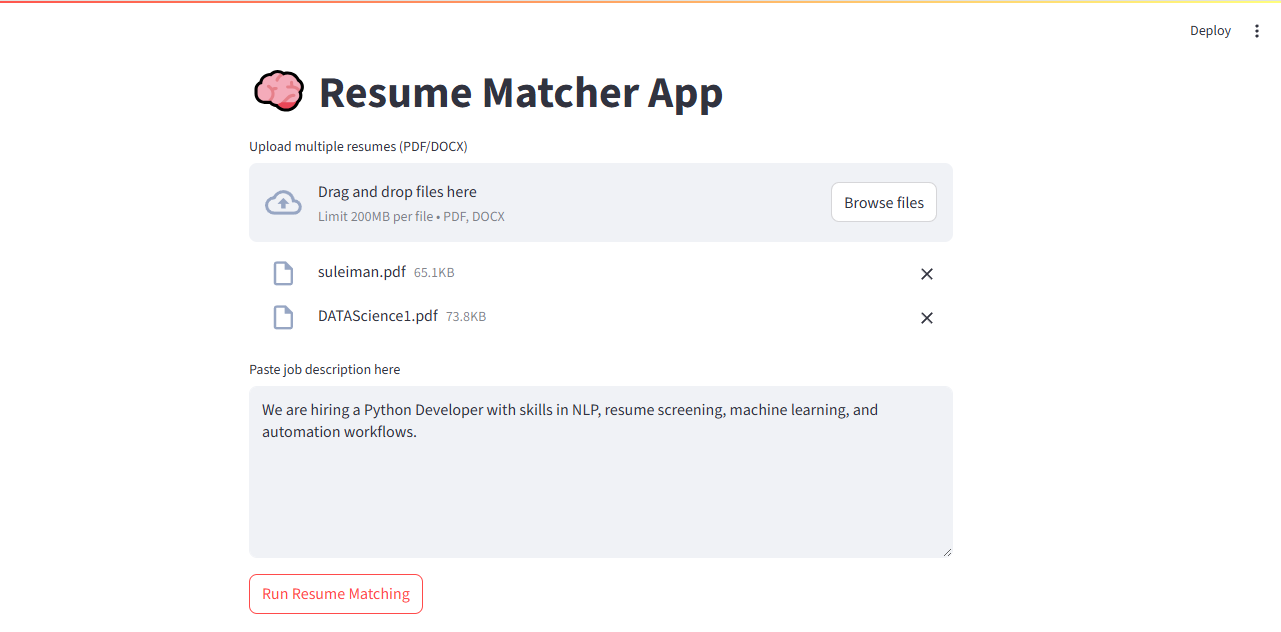 Deploy
Resume Matcher App
Upload multiple resumes (PDF/DOCX)
Drag and drop files here
Limit 200MB per file • PDF, DOCX
Browse files
suleiman.pdf 65.1KB
DATAScience1.pdf 73.8KB
Paste job description here
We are hiring a Python Developer with skills in NLP, resume screening, machine learning, and
automation workflows.
Run Resume Matching